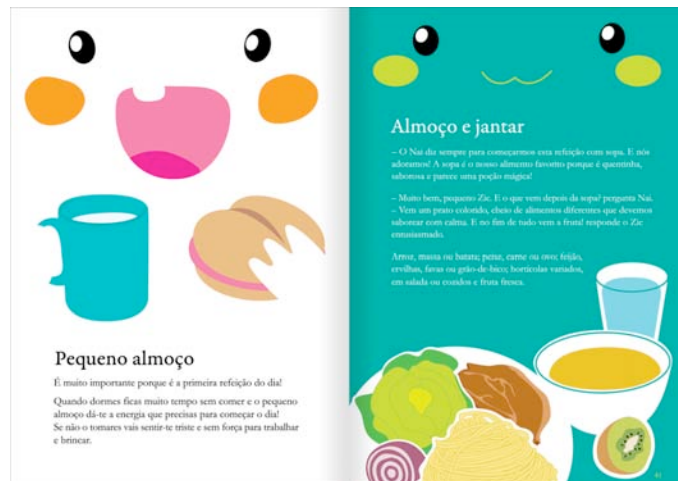 Pequeno almoço
É muito importante porque é a primeira refeição do dia!
Quando dormes ficas muito tempo sem comer e o pequeno
almoço dá-te a energia que precisas para começar o dia!
Se não o tomares vais sentir-te triste e sem força para trabalhar
e brincar.
Almoço e jantar
– O Nai diz sempre para começarmos esta refeição com sopa. E nós
adoramos! A sopa é o nosso alimento favorito porque é quentinha,
saborosa e parece uma poção mágica!
– Muito bem, pequeno Zic. E o que vem depois da sopa? pergunta Nai.
– Vem um prato colorido, cheio de alimentos diferentes que devemos
saborear com calma. E no fim de tudo vem a fruta! responde o Zic
entusiasmado.
Arroz, massa ou batata; peixe, carne ou ovo; feijão,
ervilhas, favas ou grão-de-bico; hortícolas variados,
em salada ou cozidos e fruta fresca.